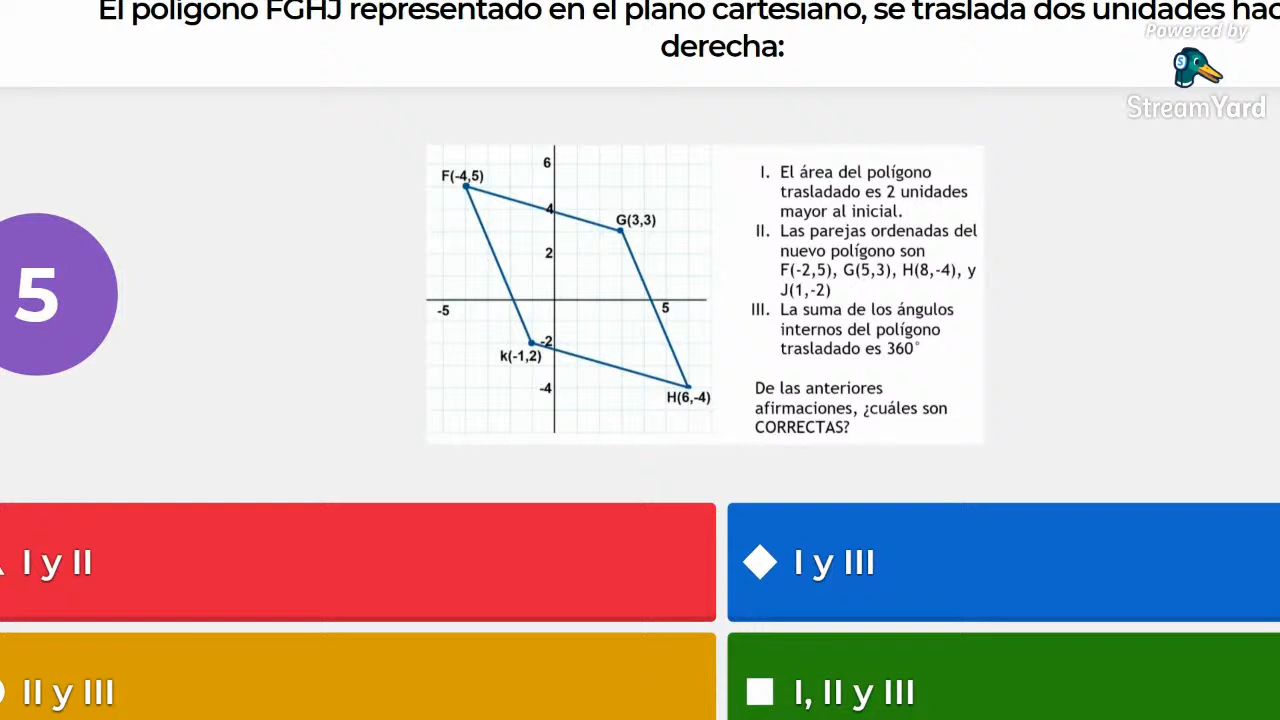 El polígono FGHJ representado en el plano cartesiano, se traslada dos unidades
derecha:
Powered by
StreamYard
5
6
F(-4,5)
4
G(3,3)
2
-5
5
-2
k(-1,2)
-4
H(6,-4)
I. El área del polígono
trasladado es 2 unidades
mayor al inicial.
II. Las parejas ordenadas del
nuevo polígono son
F(-2,5), G(5,3), H(8,-4), y
J(1,-2)
III. La suma de los ángulos
internos del polígono
trasladado es 360°
De las anteriores
afirmaciones, ¿cuáles son
CORRECTAS?
I y II
I y III
II y III
I, II y III